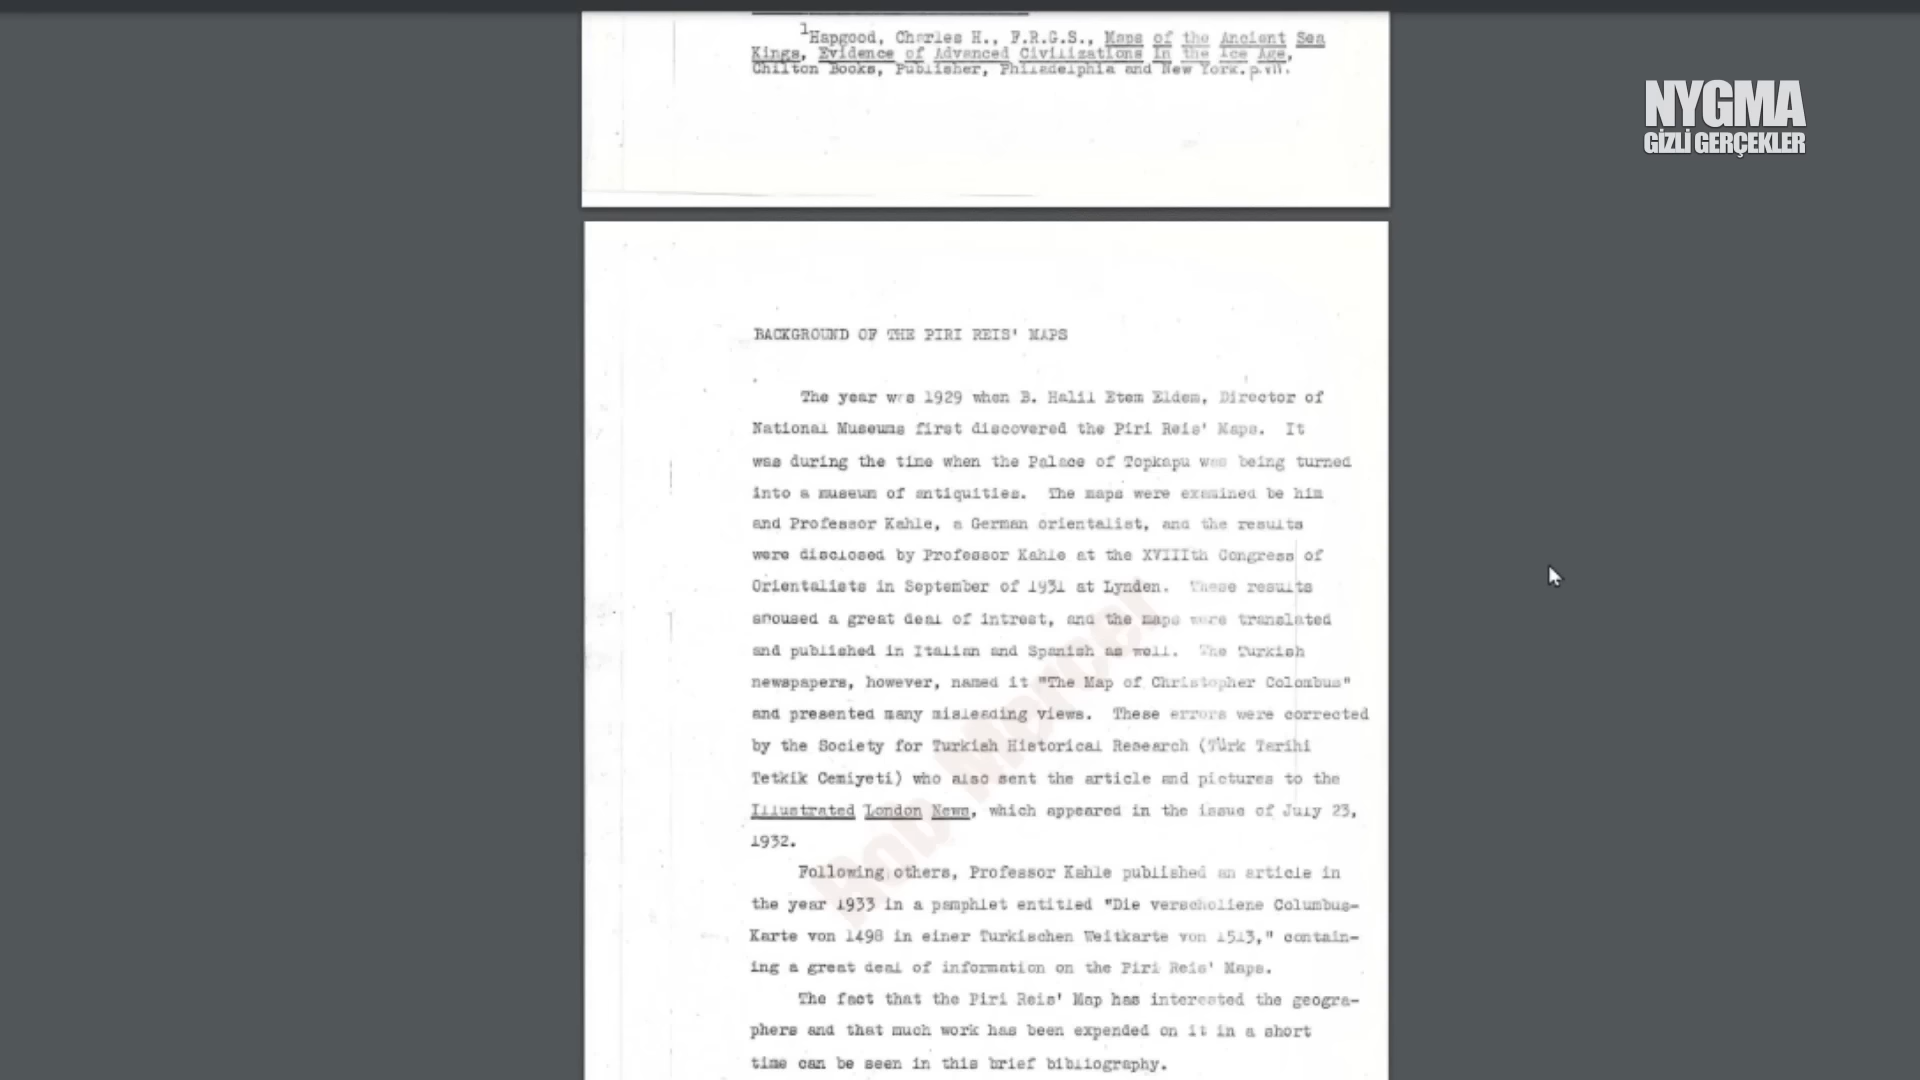 1Hapgood, Charles H., F.R.G.S., Maps of the Ancient Sea
Kings, Evidence of Advanced Civilizations in the Ice Age,
Chilton Books, Publisher, Philadelphia and New York. p.vii.
NYGMA
GİZLİ GERÇEKLER
BACKGROUND OF THE PIRI REIS' MAPS
The year was 1929 when B. Halil Etem Eldem, Director of
National Museums first discovered the Piri Reis' Maps. It
was during the time when the Palace of Topkapu was being turned
into a museum of antiquities. The maps were examined be him
and Professor Kahle, a German orientalist, and the results
were disclosed by Professor Kahle at the XVIIIth Congress of
Orientalists in September of 1931 at Lynden. These results
aroused a great deal of intrest, and the maps were translated
and published in Italian and Spanish as well. The Turkish
newspapers, however, named it "The Map of Christopher Colombus"
and presented many misleading views. These errors were corrected
by the Society for Turkish Historical Research (Türk Tarihi
Tetkik Cemiyeti) who also sent the article and pictures to the
Illustrated London News, which appeared in the issue of July 23,
1932.
Following others, Professor Kahle published an article in
the year 1933 in a pamphlet entitled "Die verschollene Columbus-
Karte von 1498 in einer Turkischen Weltkarte von 1513," contain-
ing a great deal of information on the Piri Reis' Maps.
The fact that the Piri Reis' Map has interested the geogra-
phers and that much work has been expended on it in a short
time can be seen in this brief bibliography.
Bob Mercer